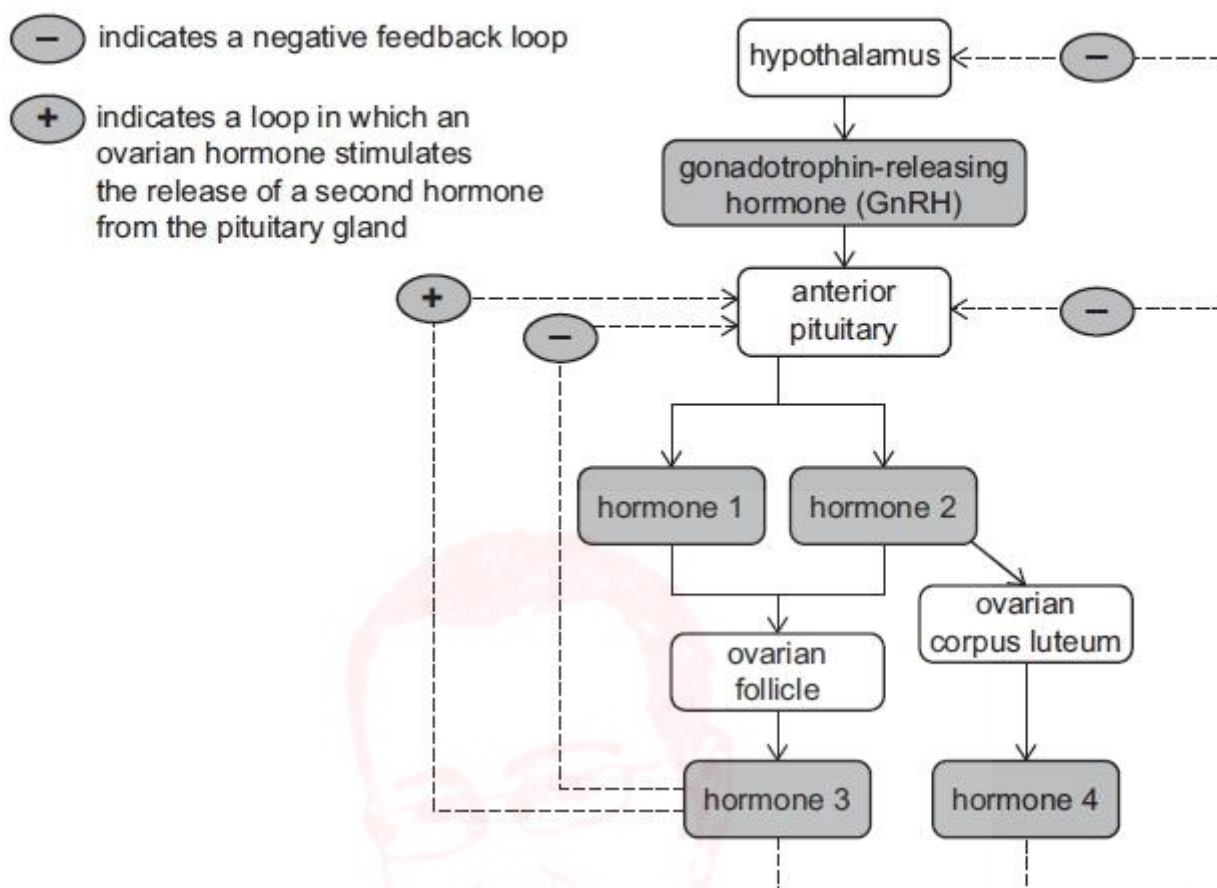 − indicates a negative feedback loop
+ indicates a loop in which an
ovarian hormone stimulates
the release of a second hormone
from the pituitary gland
hypothalamus
−
gonadotrophin-releasing
hormone (GnRH)
+
−
anterior
pituitary
−
hormone 1
hormone 2
ovarian
corpus luteum
ovarian
follicle
hormone 3
hormone 4